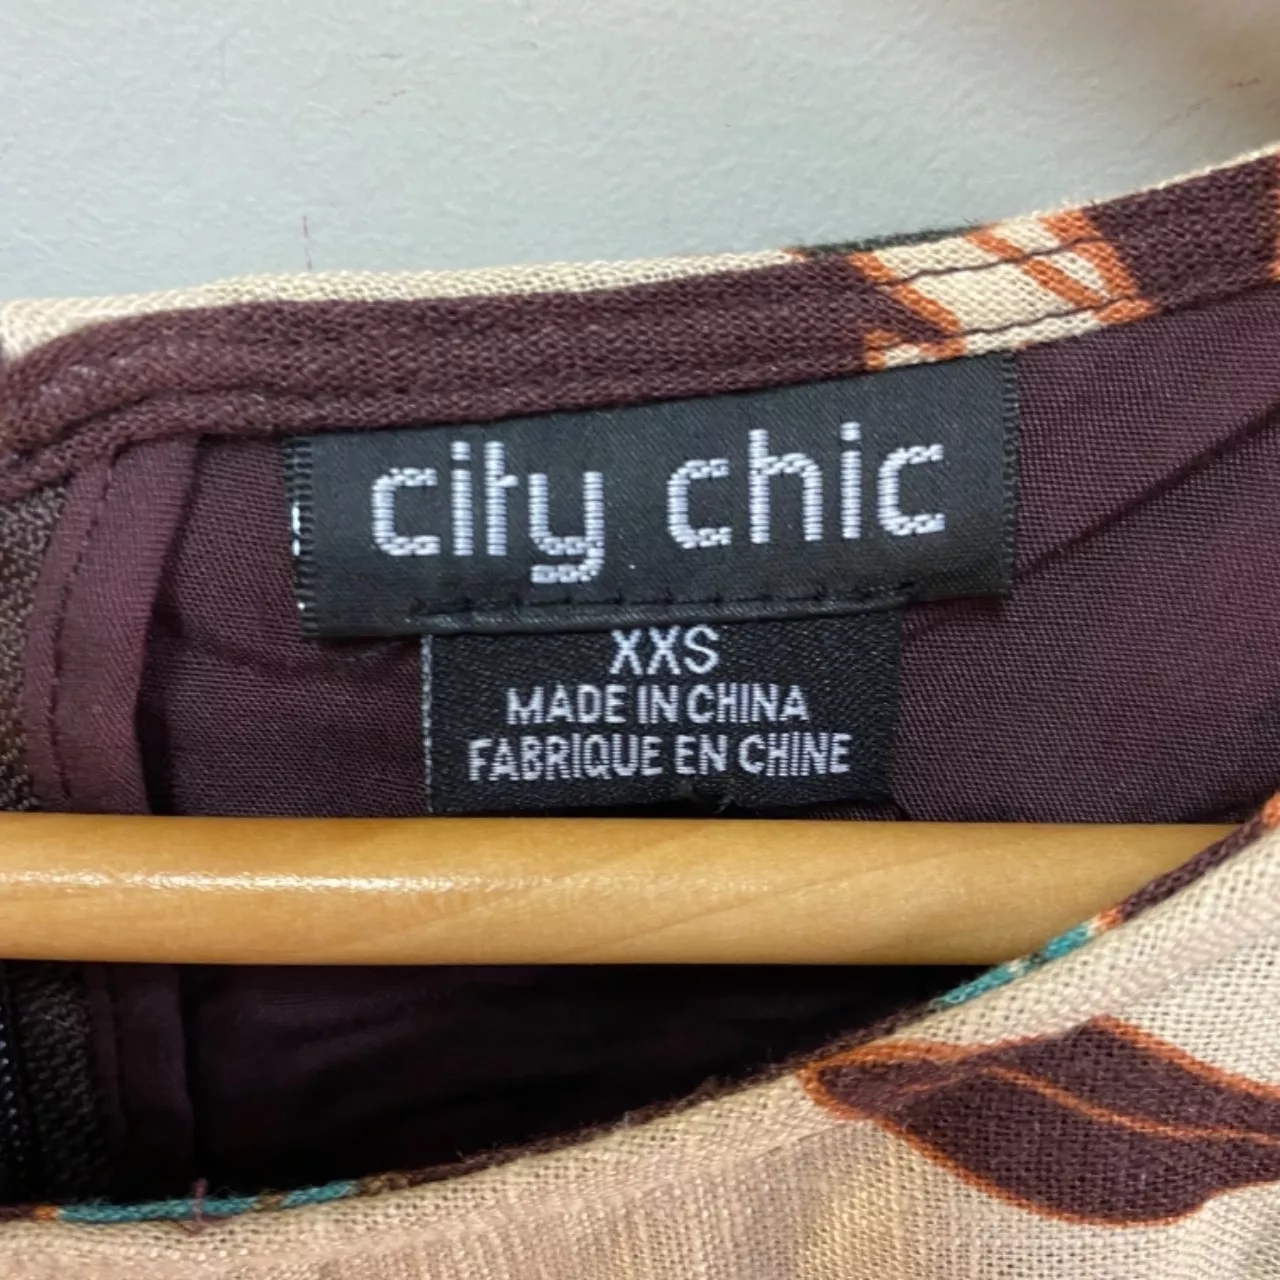 city chic
XXS
MADE IN CHINA
FABRIQUE EN CHINE